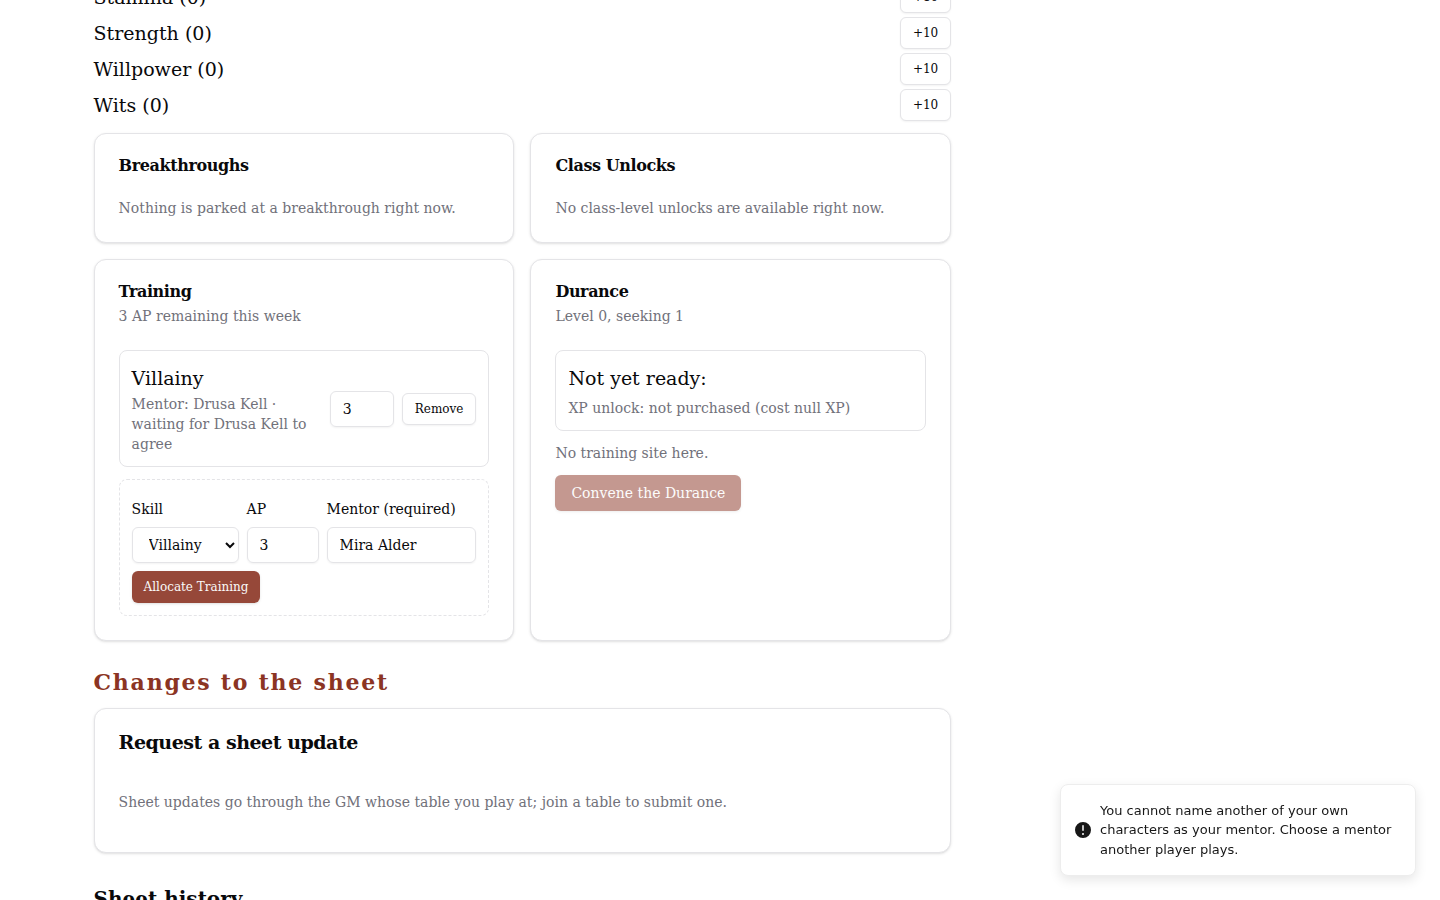 Strength (0)
+10
Willpower (0)
+10
Wits (0)
+10
Breakthroughs
Nothing is parked at a breakthrough right now.
Class Unlocks
No class-level unlocks are available right now.
Training
3 AP remaining this week
Villainy
Mentor: Drusa Kell ·
waiting for Drusa Kell to
agree
3
Remove
Skill
AP
Mentor (required)
Villainy
3
Mira Alder
Allocate Training
Durance
Level 0, seeking 1
Not yet ready:
XP unlock: not purchased (cost null XP)
No training site here.
Convene the Durance
Changes to the sheet
Request a sheet update
Sheet updates go through the GM whose table you play at; join a table to submit one.
You cannot name another of your own
characters as your mentor. Choose a mentor
another player plays.
Sheet history